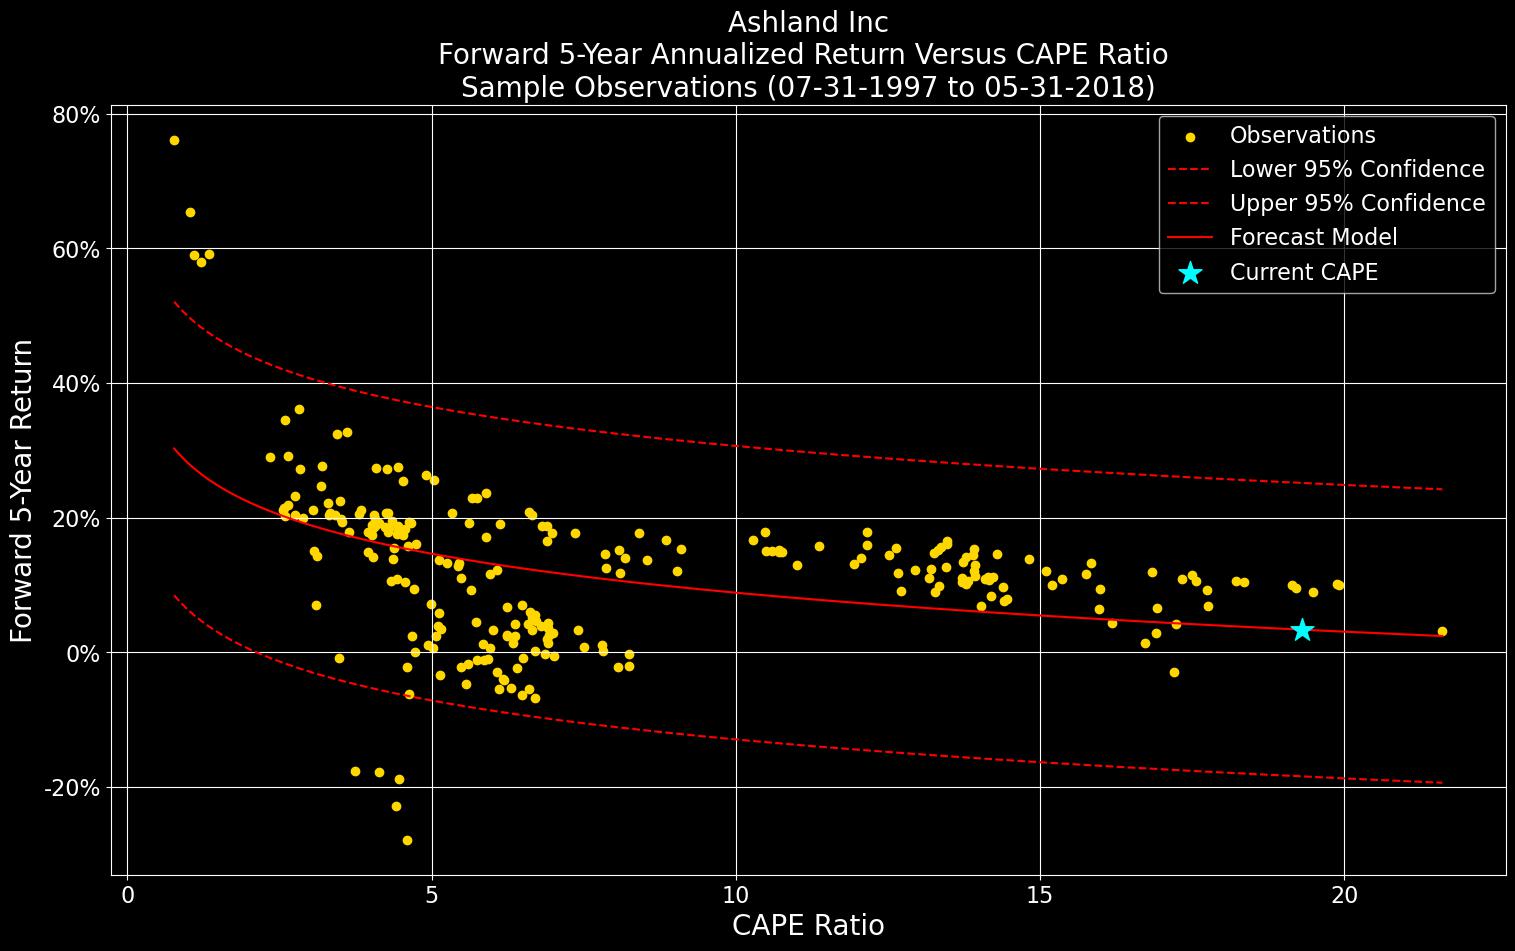 Ashland Inc
Forward 5-Year Annualized Return Versus CAPE Ratio
Sample Observations (07-31-1997 to 05-31-2018)
Observations
Lower 95% Confidence
Upper 95% Confidence
Forecast Model
Current CAPE
Forward 5-Year Return
80%
60%
40%
20%
0%
-20%
0 5 10 15 20
CAPE Ratio